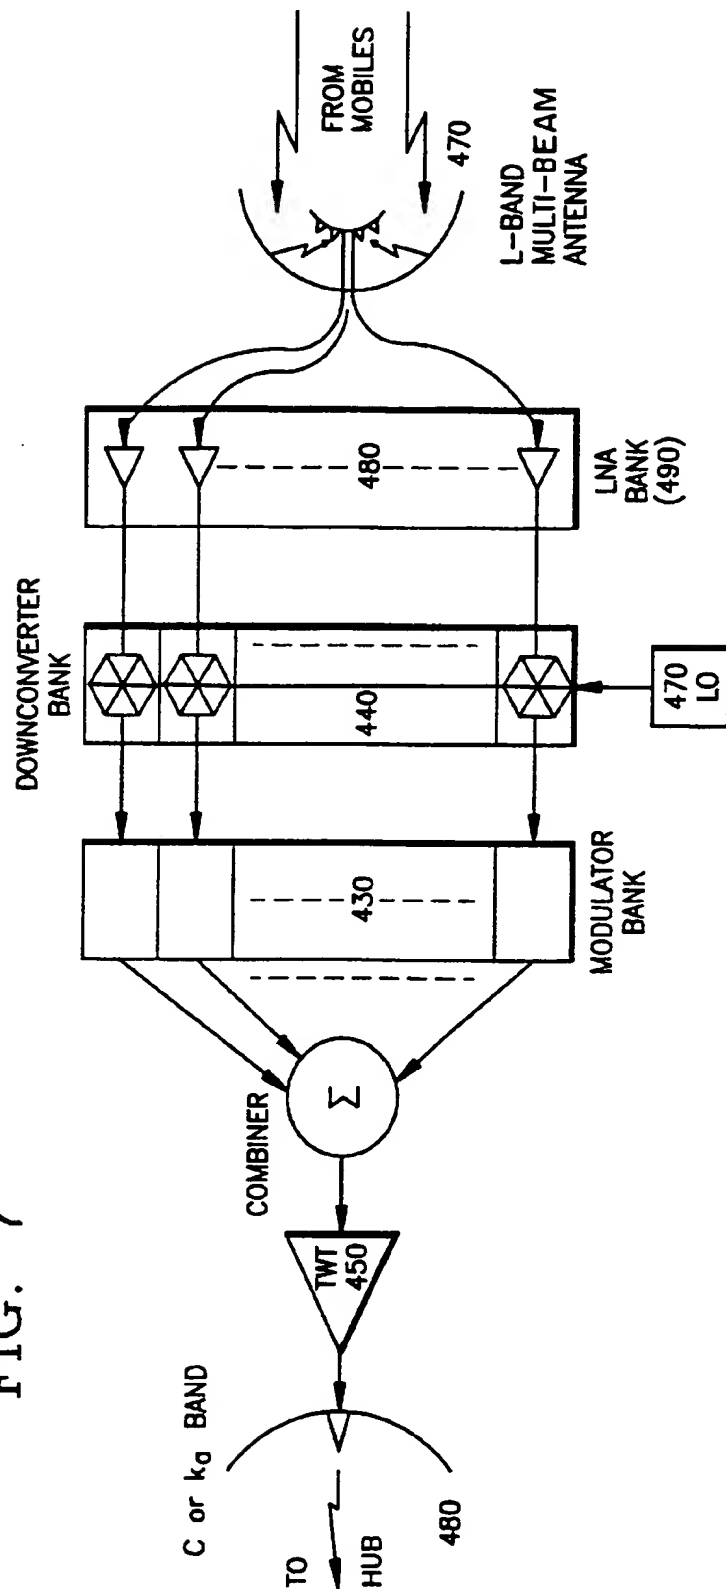 FIG. 7
C or ka BAND
TO
HUB
480
TWT
450
COMBINER
Σ
MODULATOR
BANK
430
DOWNCONVERTER
BANK
440
470
LO
480
LNA
BANK
(490)
FROM
MOBILES
470
L-BAND
MULTI-BEAM
ANTENNA